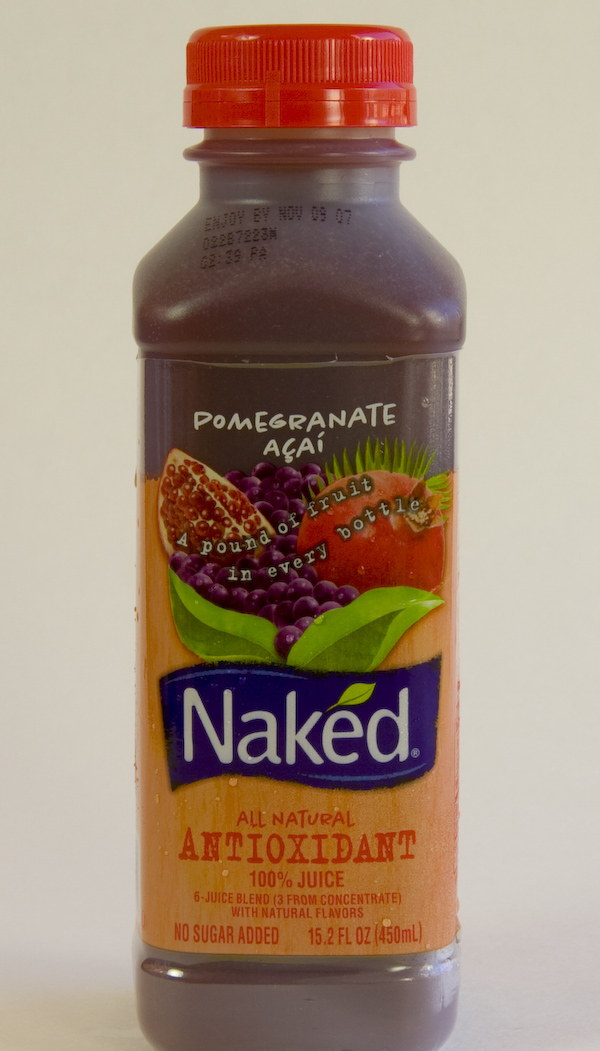 ENJOY BY NOV 09 07
02287223N
02:39 PA
POMEGRANATE
AÇAÍ
A pound of fruit
in every bottle
Naked®
ALL NATURAL
ANTIOXIDANT
100% JUICE
6-JUICE BLEND (3 FROM CONCENTRATE)
WITH NATURAL FLAVORS
NO SUGAR ADDED 15.2 FL OZ (450mL)